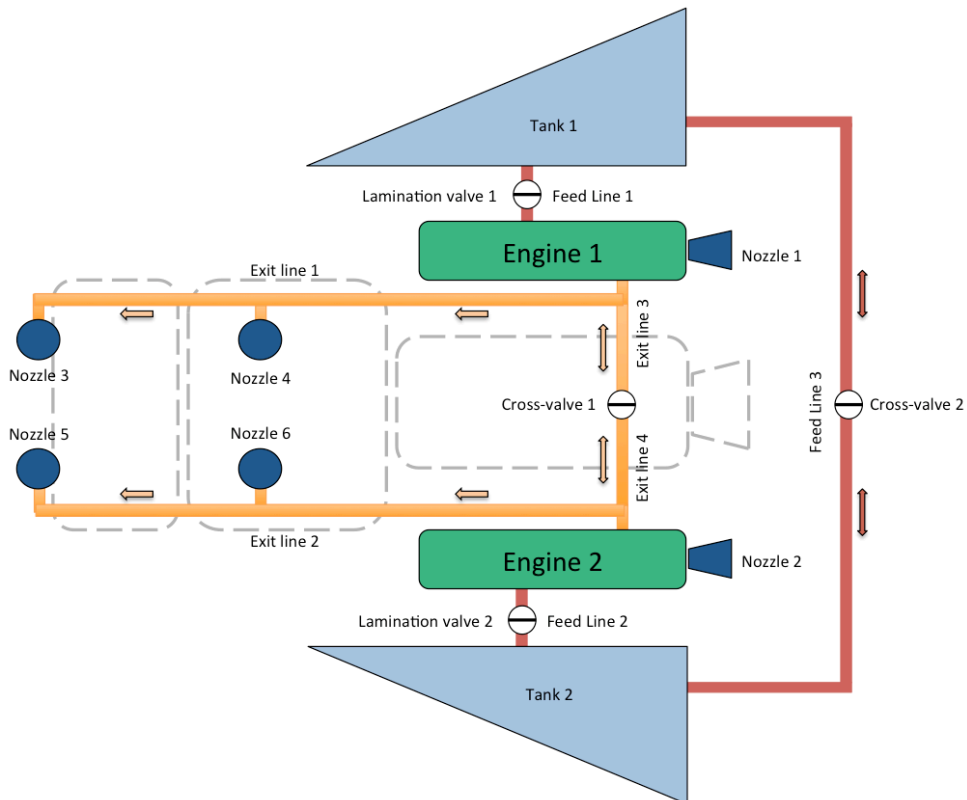 Tank 1
Lamination valve 1
Feed Line 1
Engine 1
Nozzle 1
Exit line 1
Exit line 3
Nozzle 3
Nozzle 4
Cross-valve 1
Feed Line 3
Cross-valve 2
Nozzle 5
Nozzle 6
Exit line 4
Exit line 2
Engine 2
Nozzle 2
Lamination valve 2
Feed Line 2
Tank 2